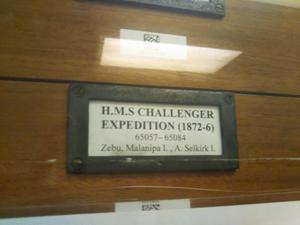 H.M.S CHALLENGER
EXPEDITION (1872-6)
65057-65084
Zebu, Malanipa I. , A. Selkirk I.